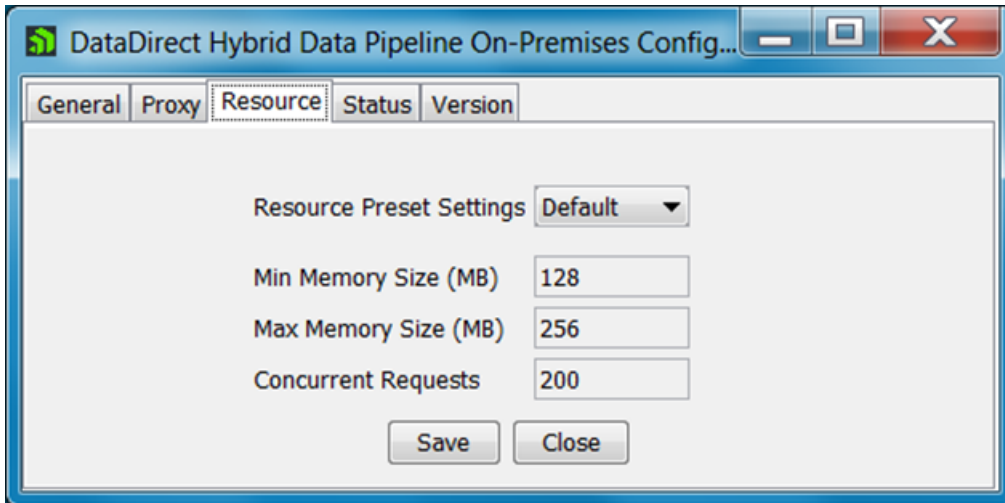 DataDirect Hybrid Data Pipeline On-Premises Config...
General Proxy Resource Status Version
Resource Preset Settings Default
Min Memory Size (MB) 128
Max Memory Size (MB) 256
Concurrent Requests 200
Save Close